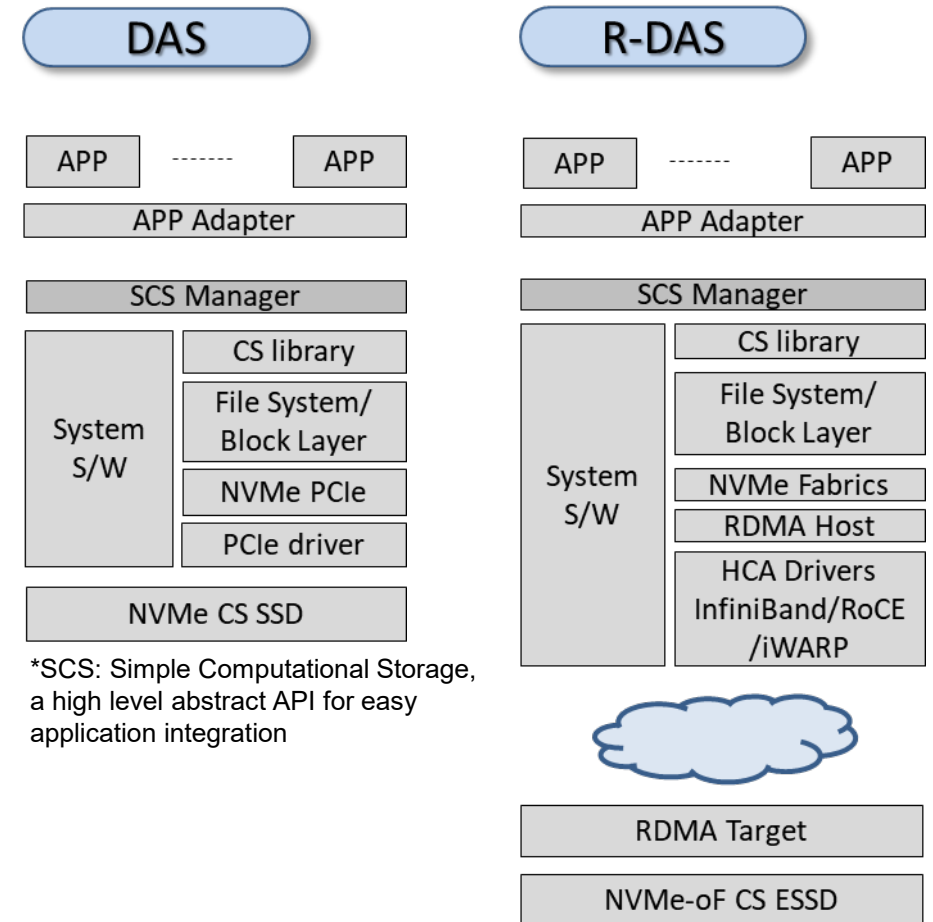 DAS
APP ------- APP
APP Adapter
SCS Manager
System
S/W
CS library
File System/
Block Layer
NVMe PCIe
PCIe driver
NVMe CS SSD
*SCS: Simple Computational Storage,
a high level abstract API for easy
application integration
R-DAS
APP ------- APP
APP Adapter
SCS Manager
System
S/W
CS library
File System/
Block Layer
NVMe Fabrics
RDMA Host
HCA Drivers
InfiniBand/RoCE
/iWARP
RDMA Target
NVMe-oF CS ESSD